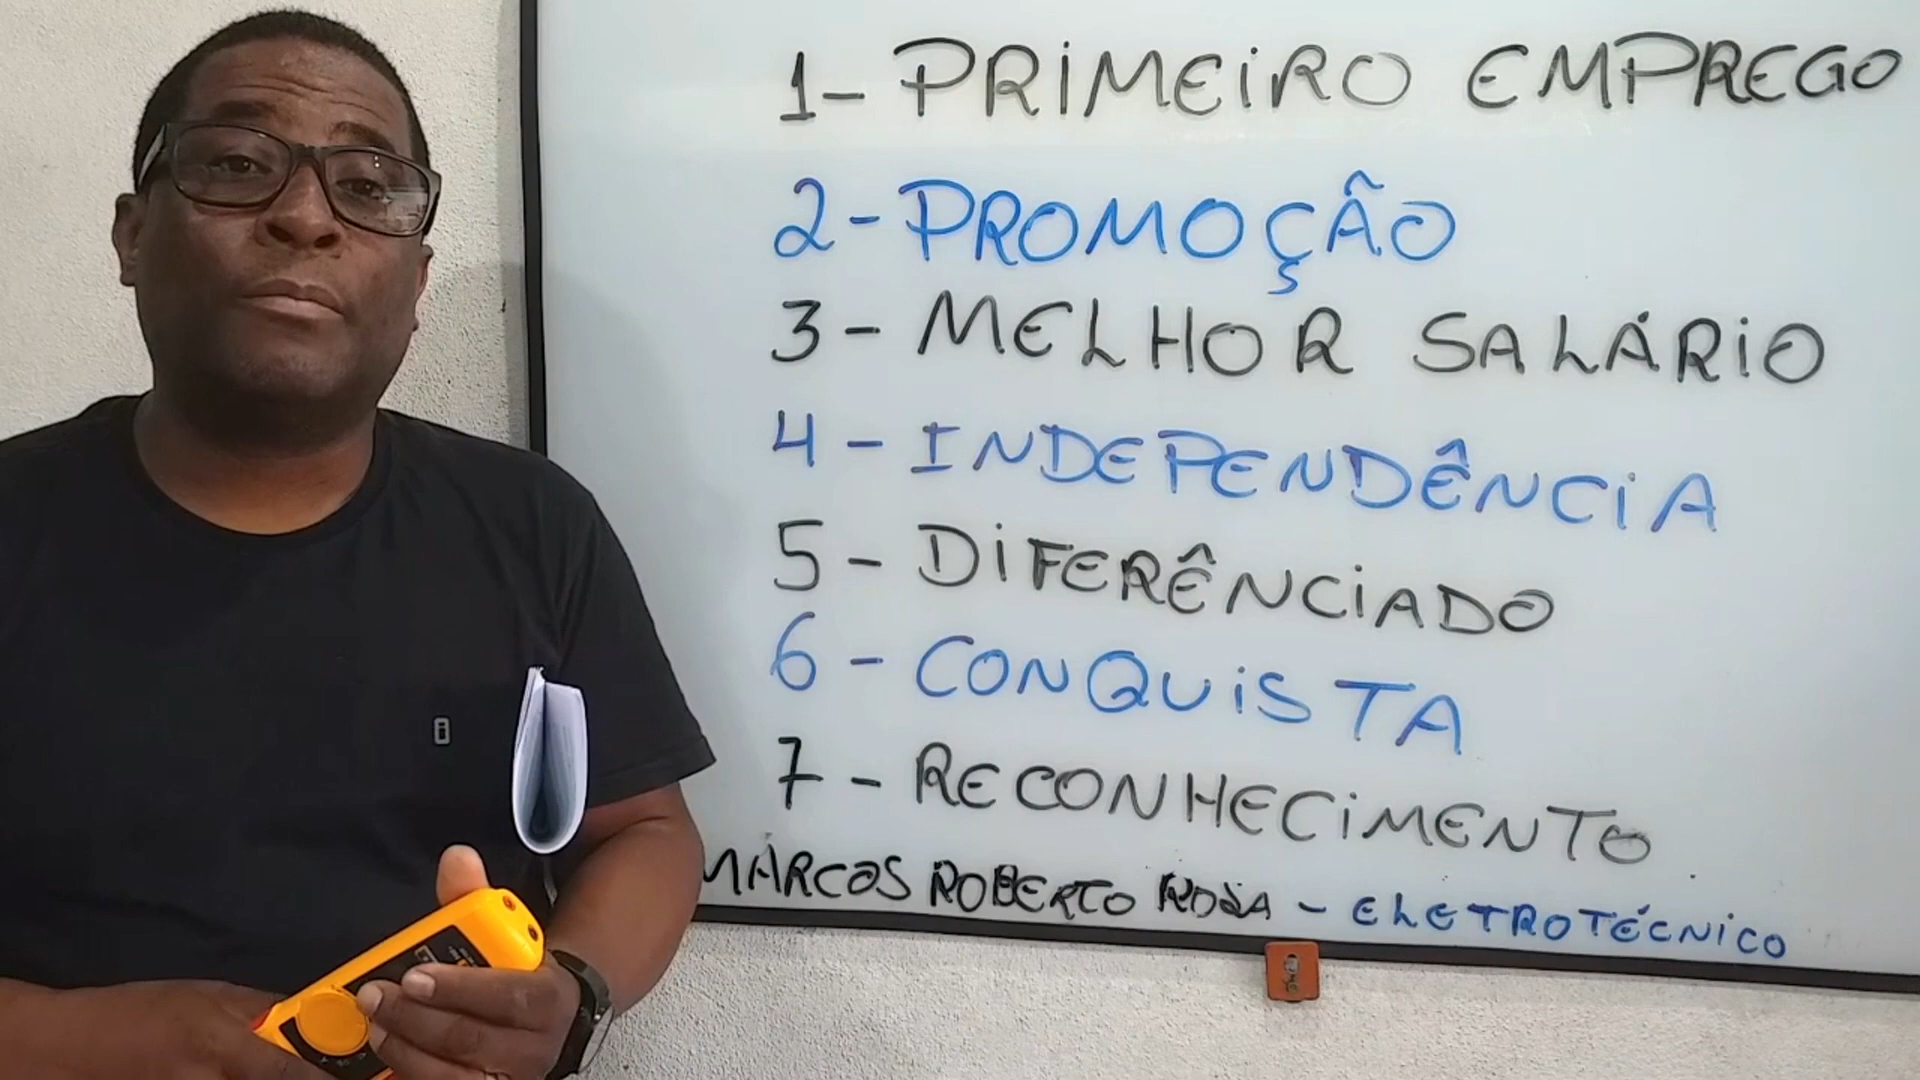 1- PRIMEIRO EMPREGO
2- PROMOÇÃO
3- MELHOR SALÁRIO
4- INDEPENDÊNCIA
5- DIFERÊNCIADO
6- CONQUISTA
7- RECONHECIMENTO
MÁRCOS ROBERTO ROSA - ELETROTÉCNICO